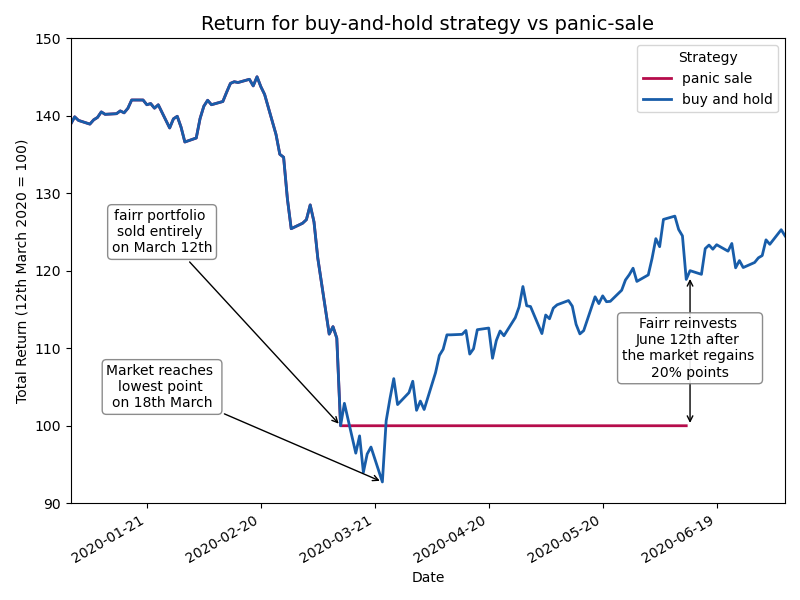 Return for buy-and-hold strategy vs panic-sale
Total Return (12th March 2020 = 100)
150
140
130
120
110
100
90
Strategy
panic sale
buy and hold
fairr portfolio
sold entirely
on March 12th
Market reaches
lowest point
on 18th March
Fairr reinvests
June 12th after
the market regains
20% points
2020-01-21
2020-02-20
2020-03-21
2020-04-20
2020-05-20
2020-06-19
Date